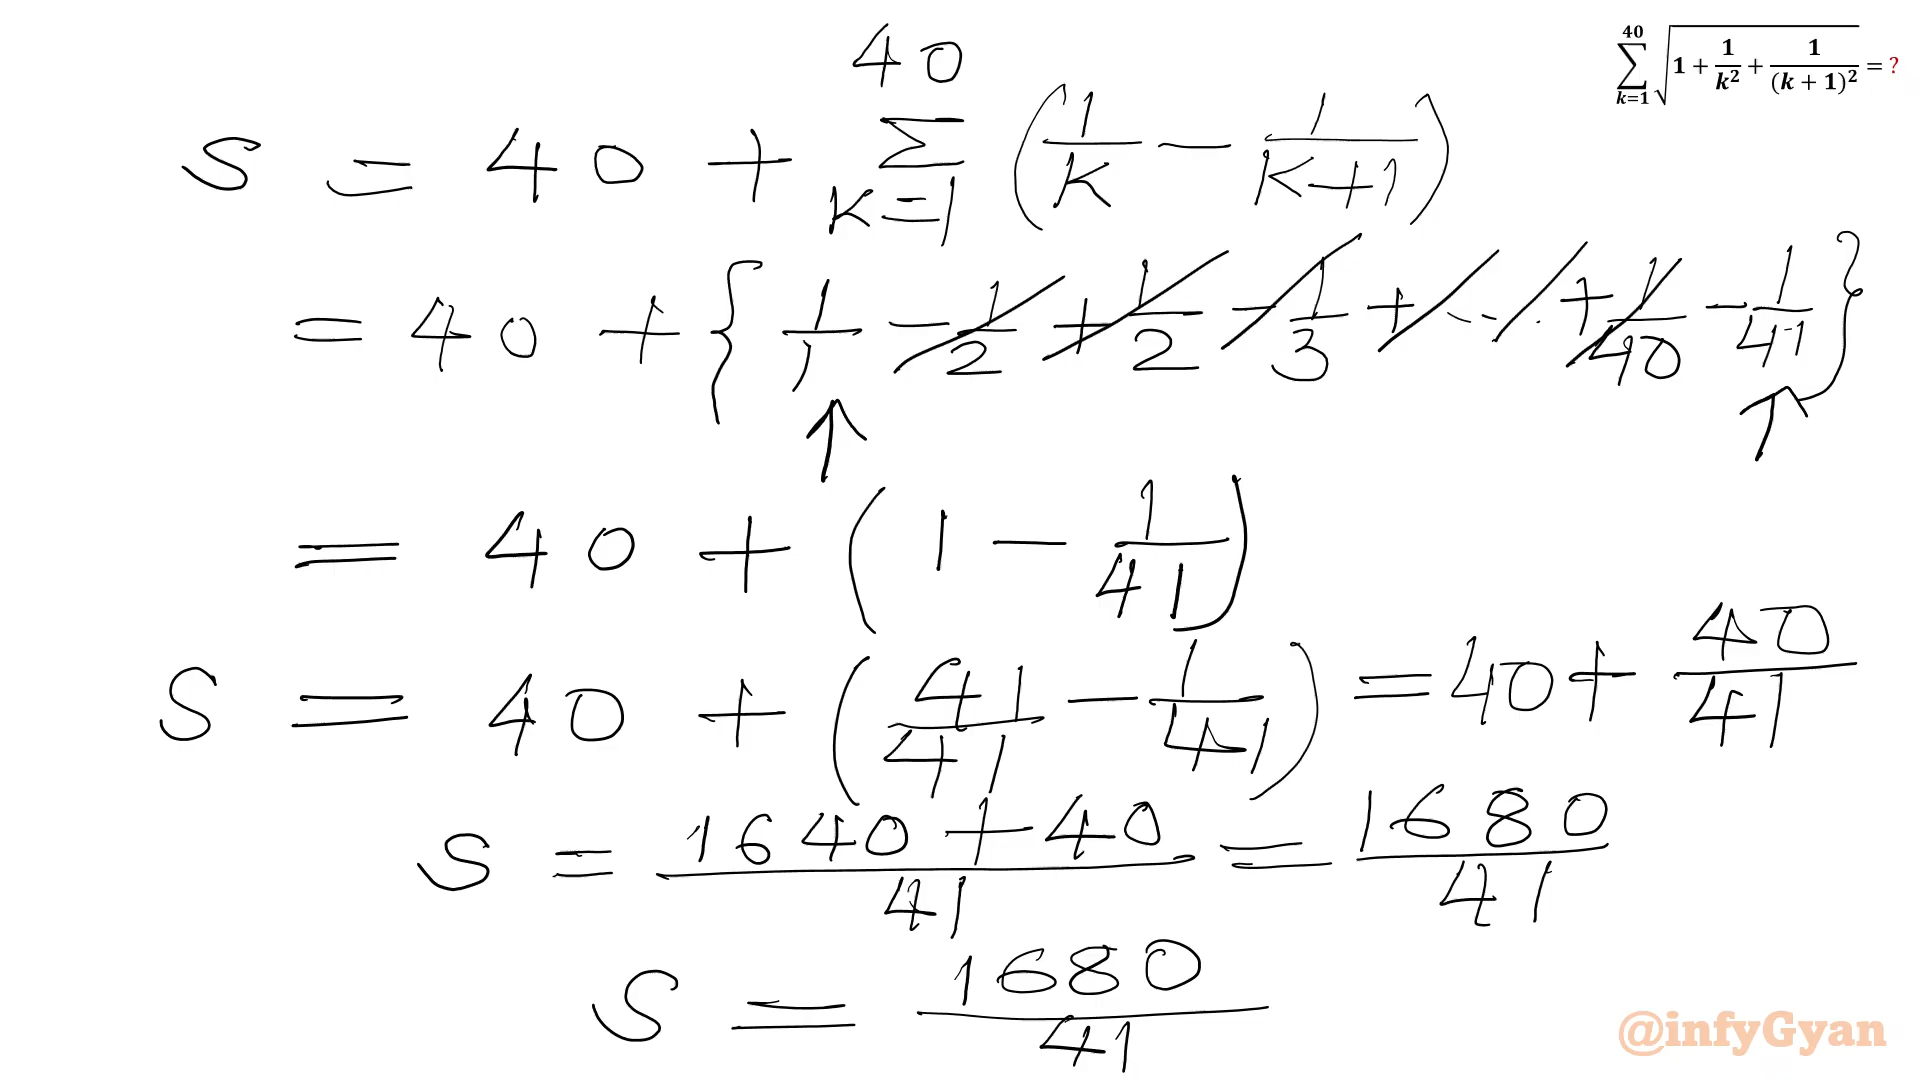 ∑_{k=1}^{40} √(1 + 1/k² + 1/(k + 1)²) = ?
S = 40 + ∑_{K=1}^{40} (1/K − 1/(K+1))
= 40 + {1/1 − 1/2 + 1/2 − 1/3 + ... + 1/40 − 1/41}
= 40 + (1 − 1/41)
S = 40 + (41/41 − 1/41) = 40 + 40/41
S = (1640 + 40)/41 = 1680/41
S = 1680/41
@infyGyan